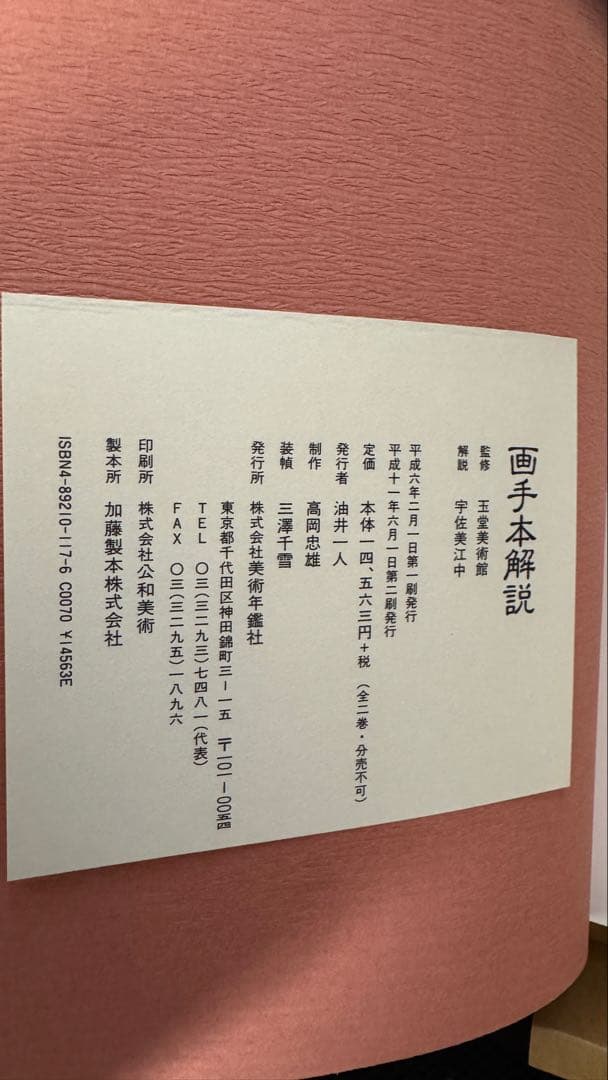 画手本解説
監修　玉堂美術館
解説　宇佐美江中
平成六年二月一日第一刷発行
平成十一年六月一日第二刷発行
定価　本体一四、五六三円＋税　（全二巻・分売不可）
発行者　油井一人
制作　高岡忠雄
装幀　三澤千雪
発行所　株式会社美術年鑑社
東京都千代田区神田錦町三ー一五　〒一〇一ー〇〇五四
ＴＥＬ　〇三（三二九三）七四八一（代表）
ＦＡＸ　〇三（三二九五）一八九六
印刷所　株式会社公和美術
製本所　加藤製本株式会社
ISBN4-89210-117-6 C0070 ¥14563E